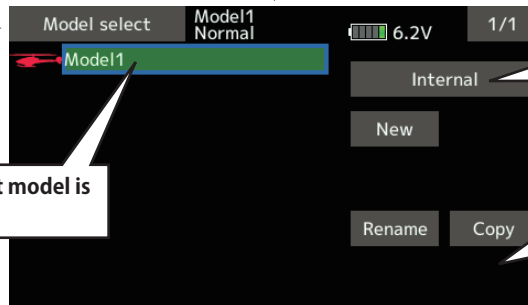 Model select
Model1
Normal
6.2V
1/1
Model1
Internal
New
t model is
Rename
Copy